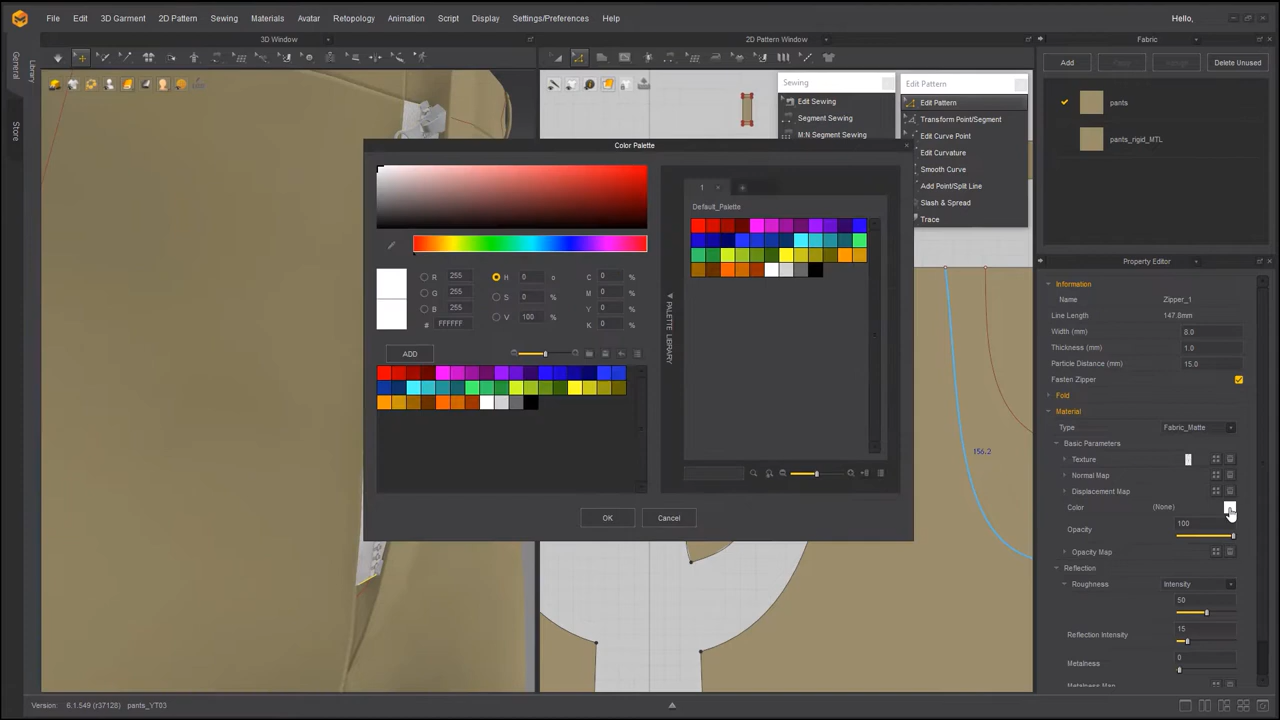 File Edit 3D Garment 2D Pattern Sewing Materials Avatar Retopology Animation Script Display Settings/Preferences Help Hello,
3D Window 2D Pattern Window Fabric
General
Library
Store
Add Delete Unused
Sewing Edit Pattern
Edit Sewing Edit Pattern pants
Segment Sewing Transform Point/Segment
M:N Segment Sewing Edit Curve Point pants_rigid_MTL
Color Palette
Edit Curvature
Smooth Curve
Add Point/Split Line
Slash & Spread
Trace
1
Default_Palette
PALETTE LIBRARY
R 255 H 0 o C 0 %
G 255 S 0 % M 0 %
B 255 V 100 % Y 0 %
# FFFFFF K 0 %
ADD
OK Cancel
156.2
Property Editor
Information
Name Zipper_1
Line Length 147.8mm
Width (mm) 8.0
Thickness (mm) 1.0
Particle Distance (mm) 15.0
Fasten Zipper
Fold
Material
Type Fabric_Matte
Basic Parameters
Texture
Normal Map
Displacement Map
Color (None)
Opacity 100
Opacity Map
Reflection
Roughness Intensity
50
Reflection Intensity 15
Metalness 0
Metalness Map
Version: 6.1.549 (r37128) pants_YT03